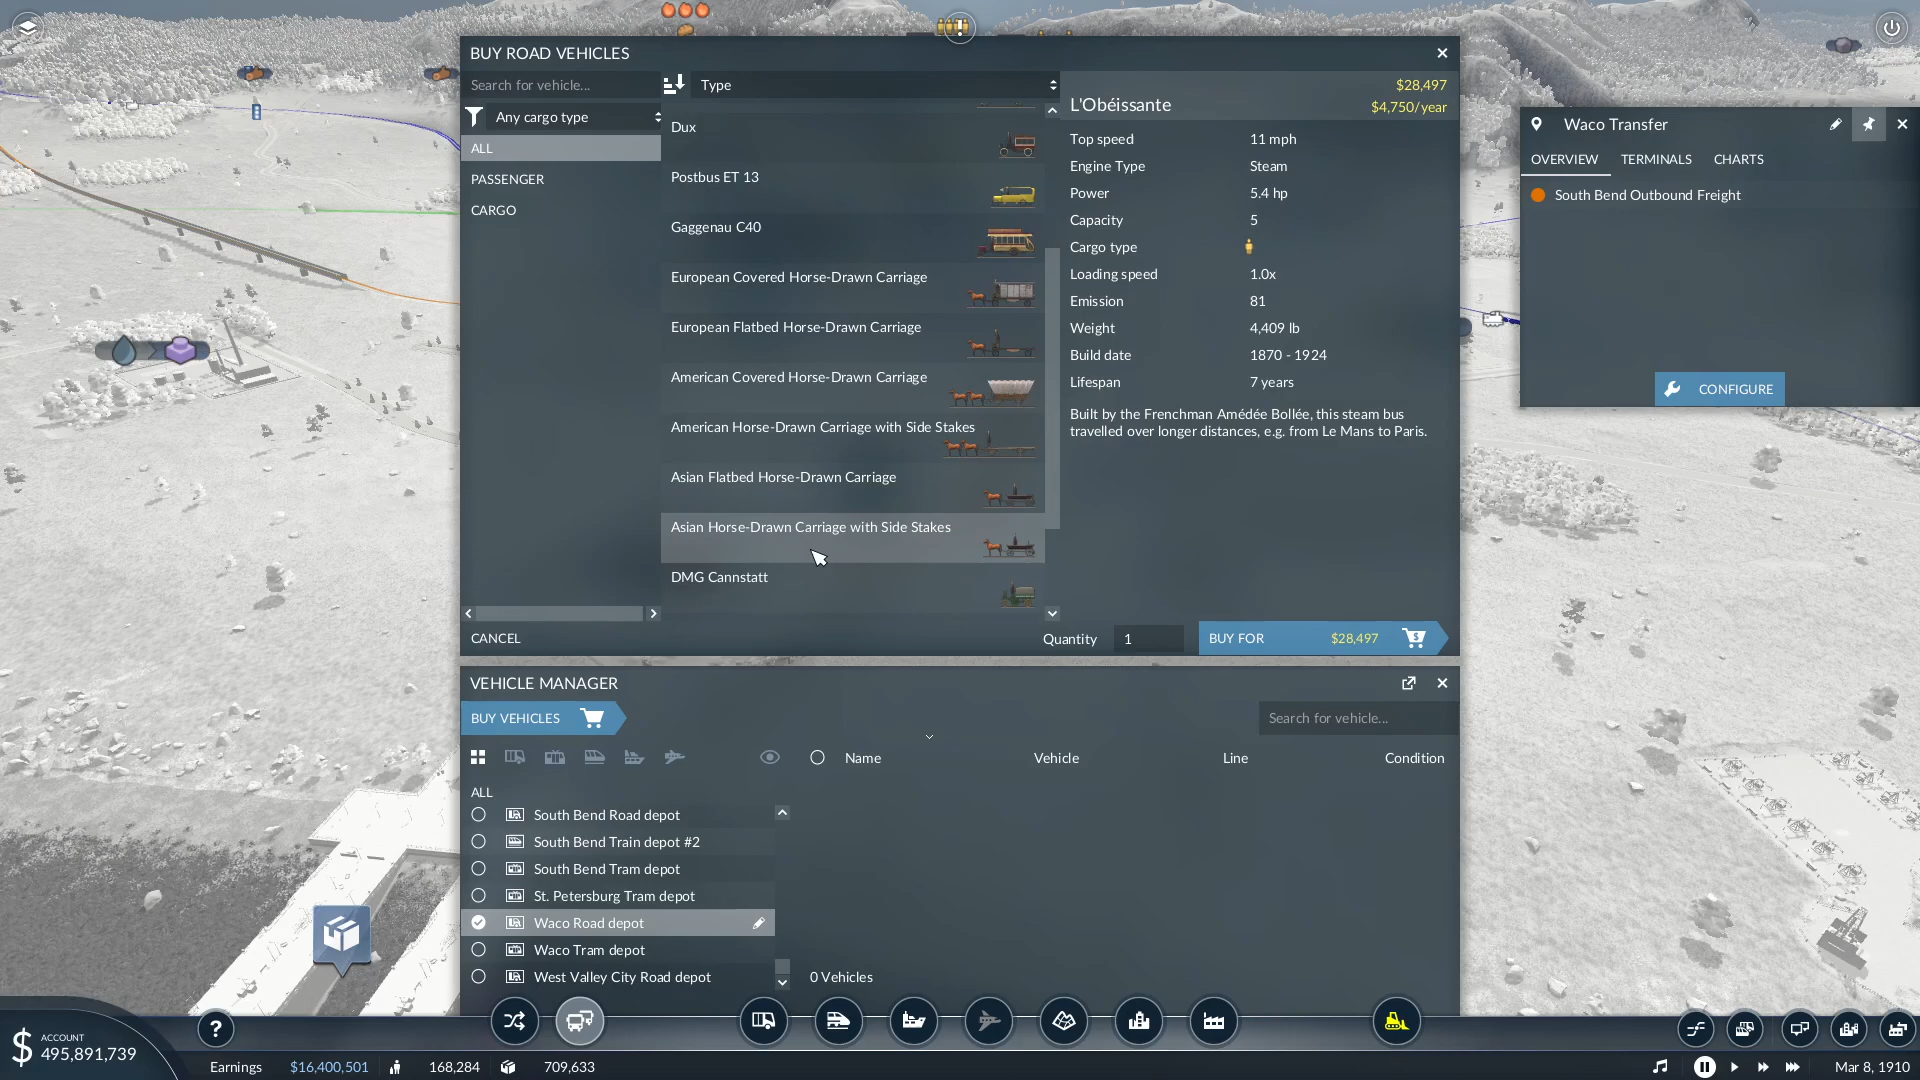 BUY ROAD VEHICLES
Search for vehicle...
Type
Any cargo type
ALL
PASSENGER
CARGO
Dux
Postbus ET 13
Gaggenau C40
European Covered Horse-Drawn Carriage
European Flatbed Horse-Drawn Carriage
American Covered Horse-Drawn Carriage
American Horse-Drawn Carriage with Side Stakes
Asian Flatbed Horse-Drawn Carriage
Asian Horse-Drawn Carriage with Side Stakes
DMG Cannstatt
$28,497
L'Obéissante
$4,750/year
Top speed 11 mph
Engine Type Steam
Power 5.4 hp
Capacity 5
Cargo type
Loading speed 1.0x
Emission 81
Weight 4,409 lb
Build date 1870 - 1924
Lifespan 7 years
Built by the Frenchman Amédée Bollée, this steam bus
travelled over longer distances, e.g. from Le Mans to Paris.
CANCEL
Quantity 1
BUY FOR $28,497
Waco Transfer
OVERVIEW TERMINALS CHARTS
South Bend Outbound Freight
CONFIGURE
VEHICLE MANAGER
BUY VEHICLES
Search for vehicle...
Name Vehicle Line Condition
ALL
South Bend Road depot
South Bend Train depot #2
South Bend Tram depot
St. Petersburg Tram depot
Waco Road depot
Waco Tram depot
West Valley City Road depot
0 Vehicles
?
$ ACCOUNT
495,891,739
Earnings $16,400,501 168,284 709,633
Mar 8, 1910